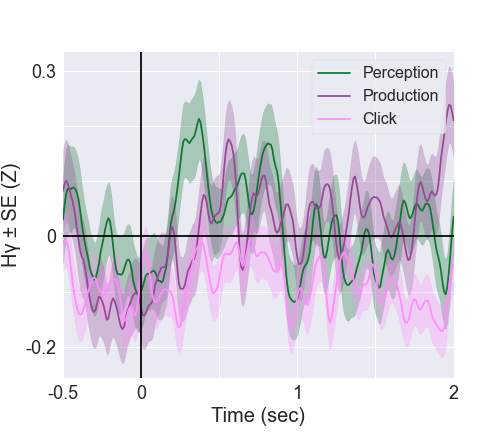 Hγ ± SE (Z)
0.3
0
-0.2
Perception
Production
Click
-0.5
0
1
2
Time (sec)